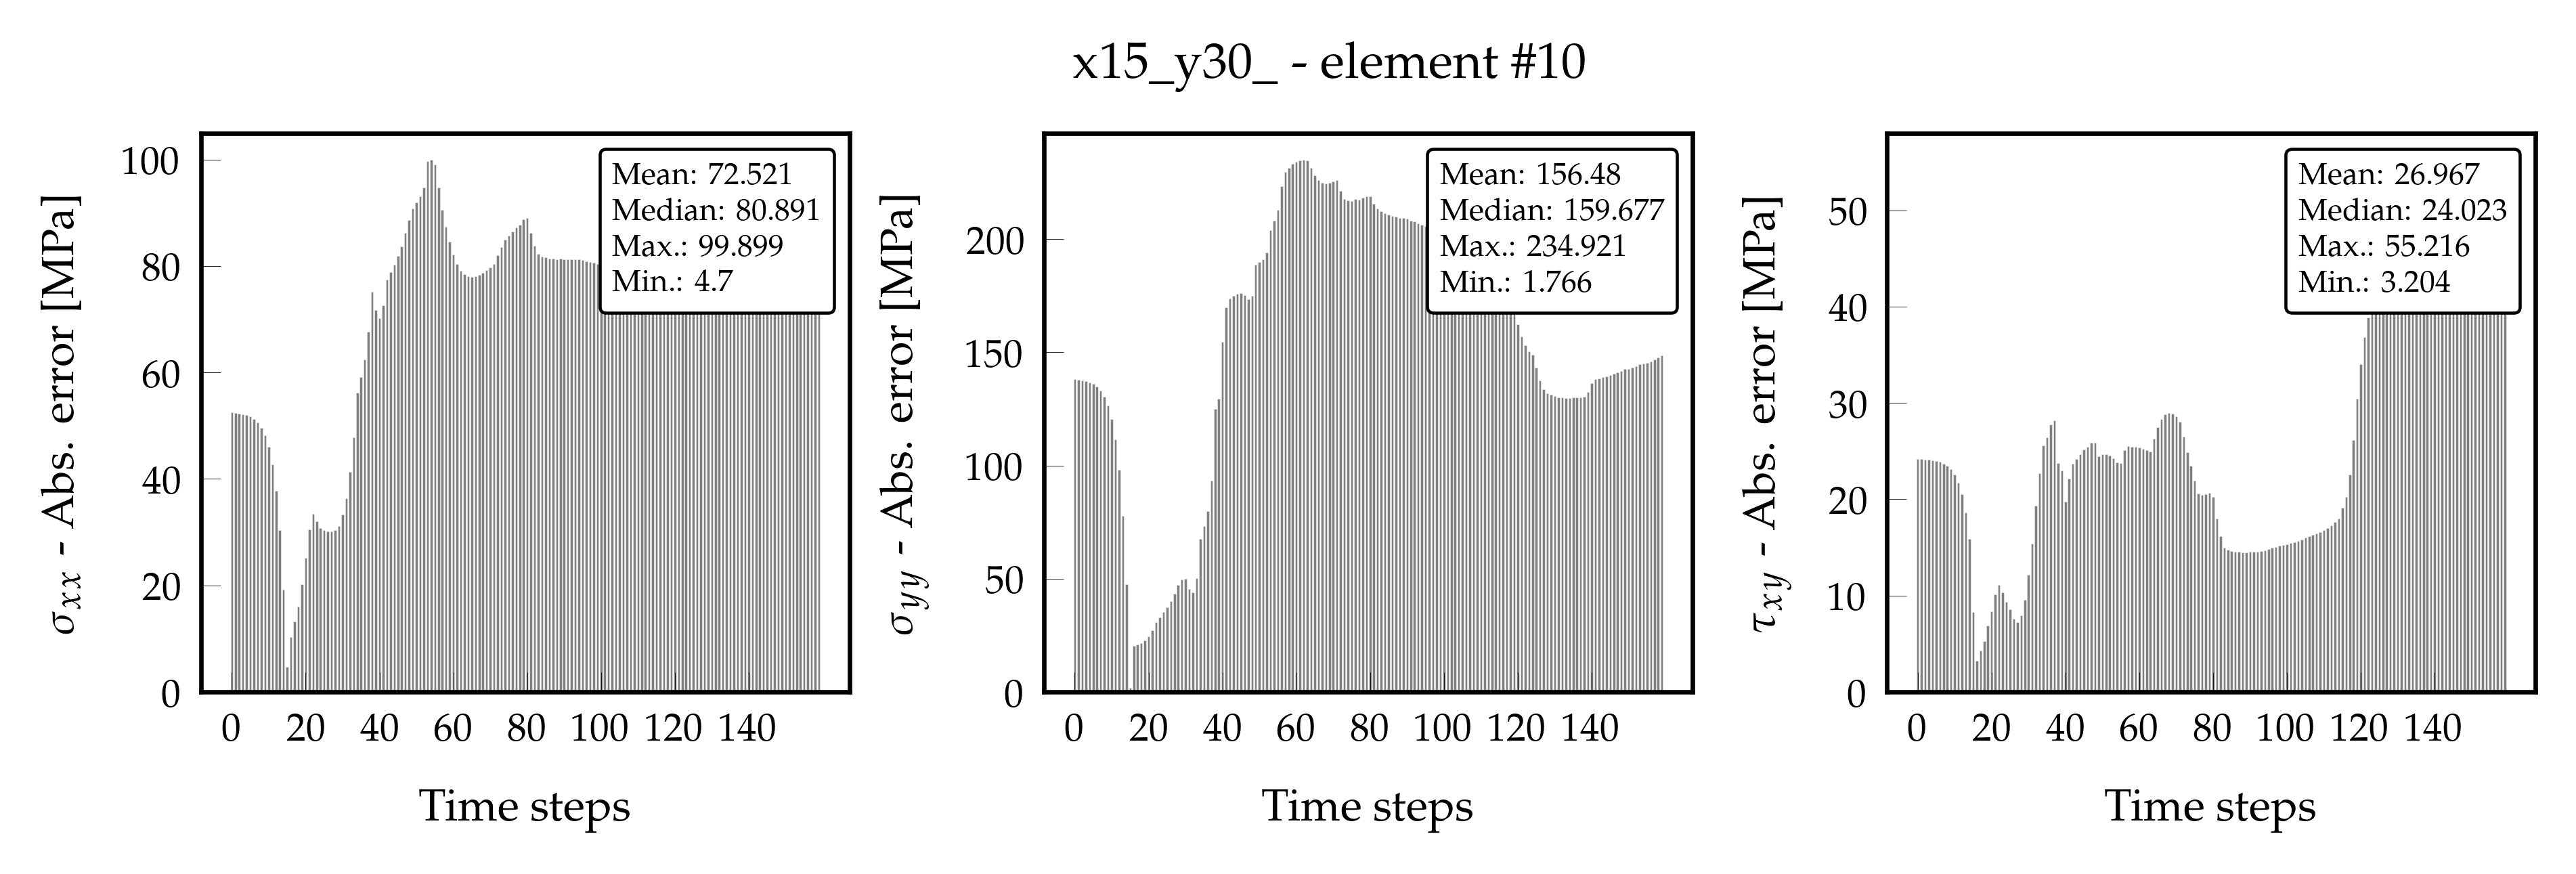 x15_y30_ - element #10
σxx - Abs. error [MPa]
100
80
60
40
20
0
Mean: 72.521
Median: 80.891
Max.: 99.899
Min.: 4.7
0 20 40 60 80 100 120 140
Time steps
σyy - Abs. error [MPa]
200
150
100
50
0
Mean: 156.48
Median: 159.677
Max.: 234.921
Min.: 1.766
0 20 40 60 80 100 120 140
Time steps
τxy - Abs. error [MPa]
50
40
30
20
10
0
Mean: 26.967
Median: 24.023
Max.: 55.216
Min.: 3.204
0 20 40 60 80 100 120 140
Time steps